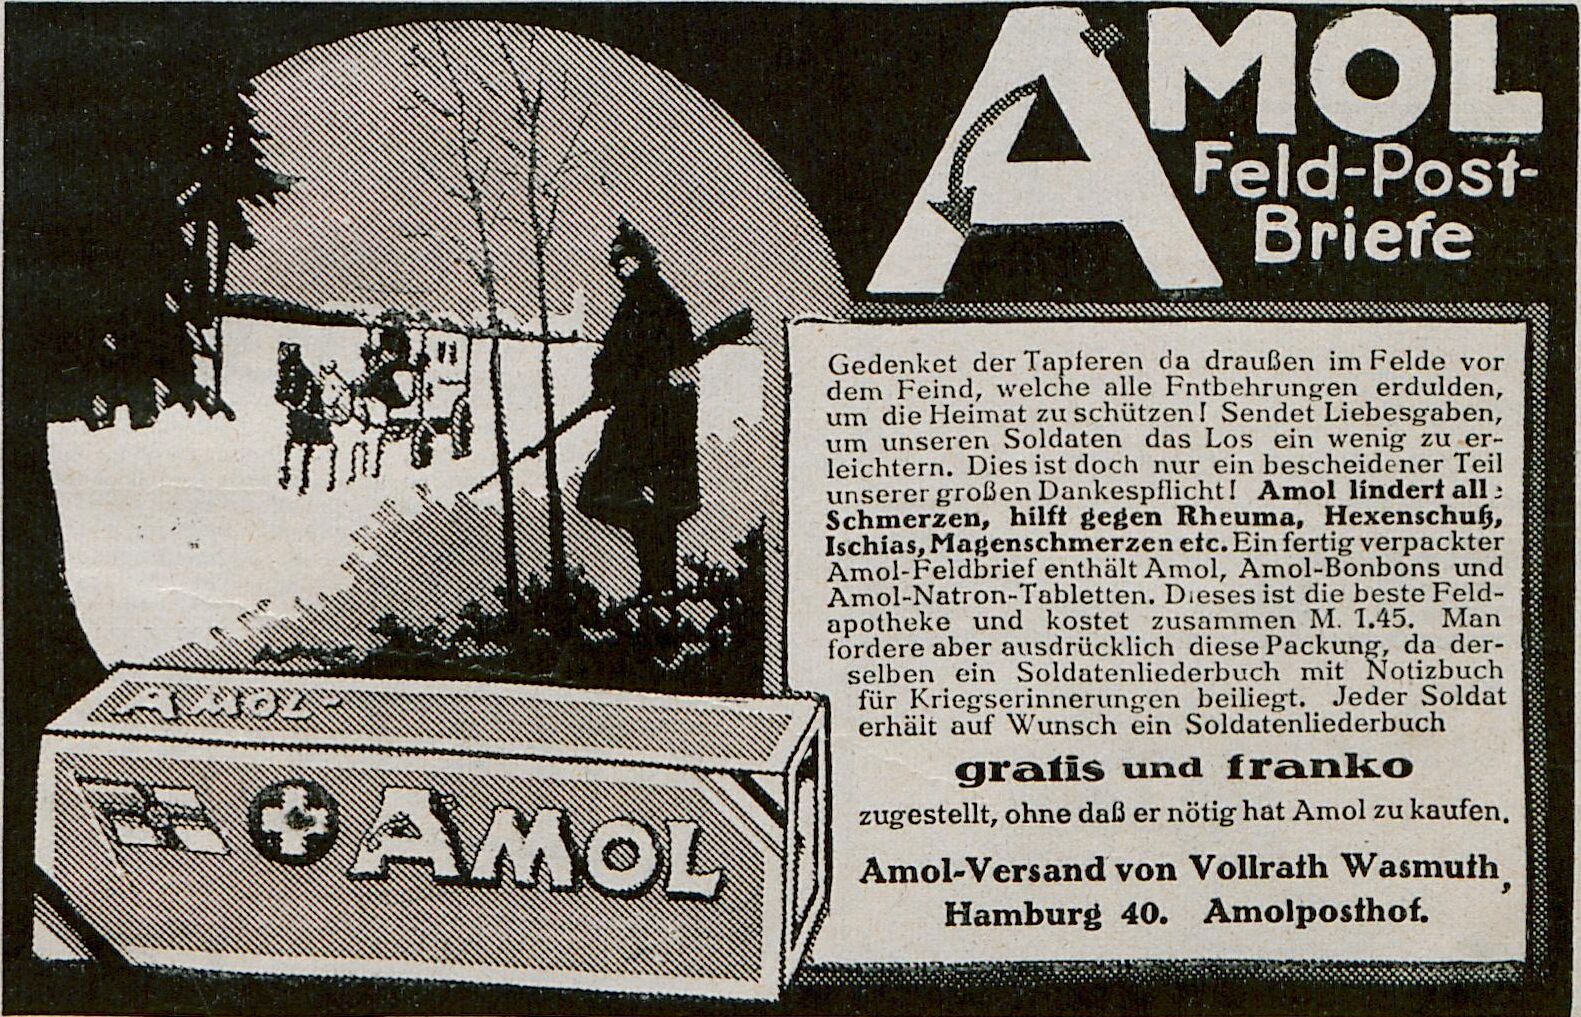 AMOL
Feld-Post-
Briefe
Gedenket der Tapferen da draußen im Felde vor
dem Feind, welche alle Entbehrungen erdulden,
um die Heimat zu schützen! Sendet Liebesgaben,
um unseren Soldaten das Los ein wenig zu er-
leichtern. Dies ist doch nur ein bescheidener Teil
unserer großen Dankespflicht! Amol lindert alle
Schmerzen, hilft gegen Rheuma, Hexenschuß,
Ischias, Magenschmerzen etc. Ein fertig verpackter
Amol-Feldbrief enthält Amol, Amol-Bonbons und
Amol-Natron-Tabletten. Dieses ist die beste Feld-
apotheke und kostet zusammen M. 1.45. Man
fordere aber ausdrücklich diese Packung, da der-
selben ein Soldatenliederbuch mit Notizbuch
für Kriegserinnerungen beiliegt. Jeder Soldat
erhält auf Wunsch ein Soldatenliederbuch
gratis und franko
zugestellt, ohne daß er nötig hat Amol zu kaufen.
Amol-Versand von Vollrath Wasmuth,
Hamburg 40. Amolposthof.
AMOL-
AMOL